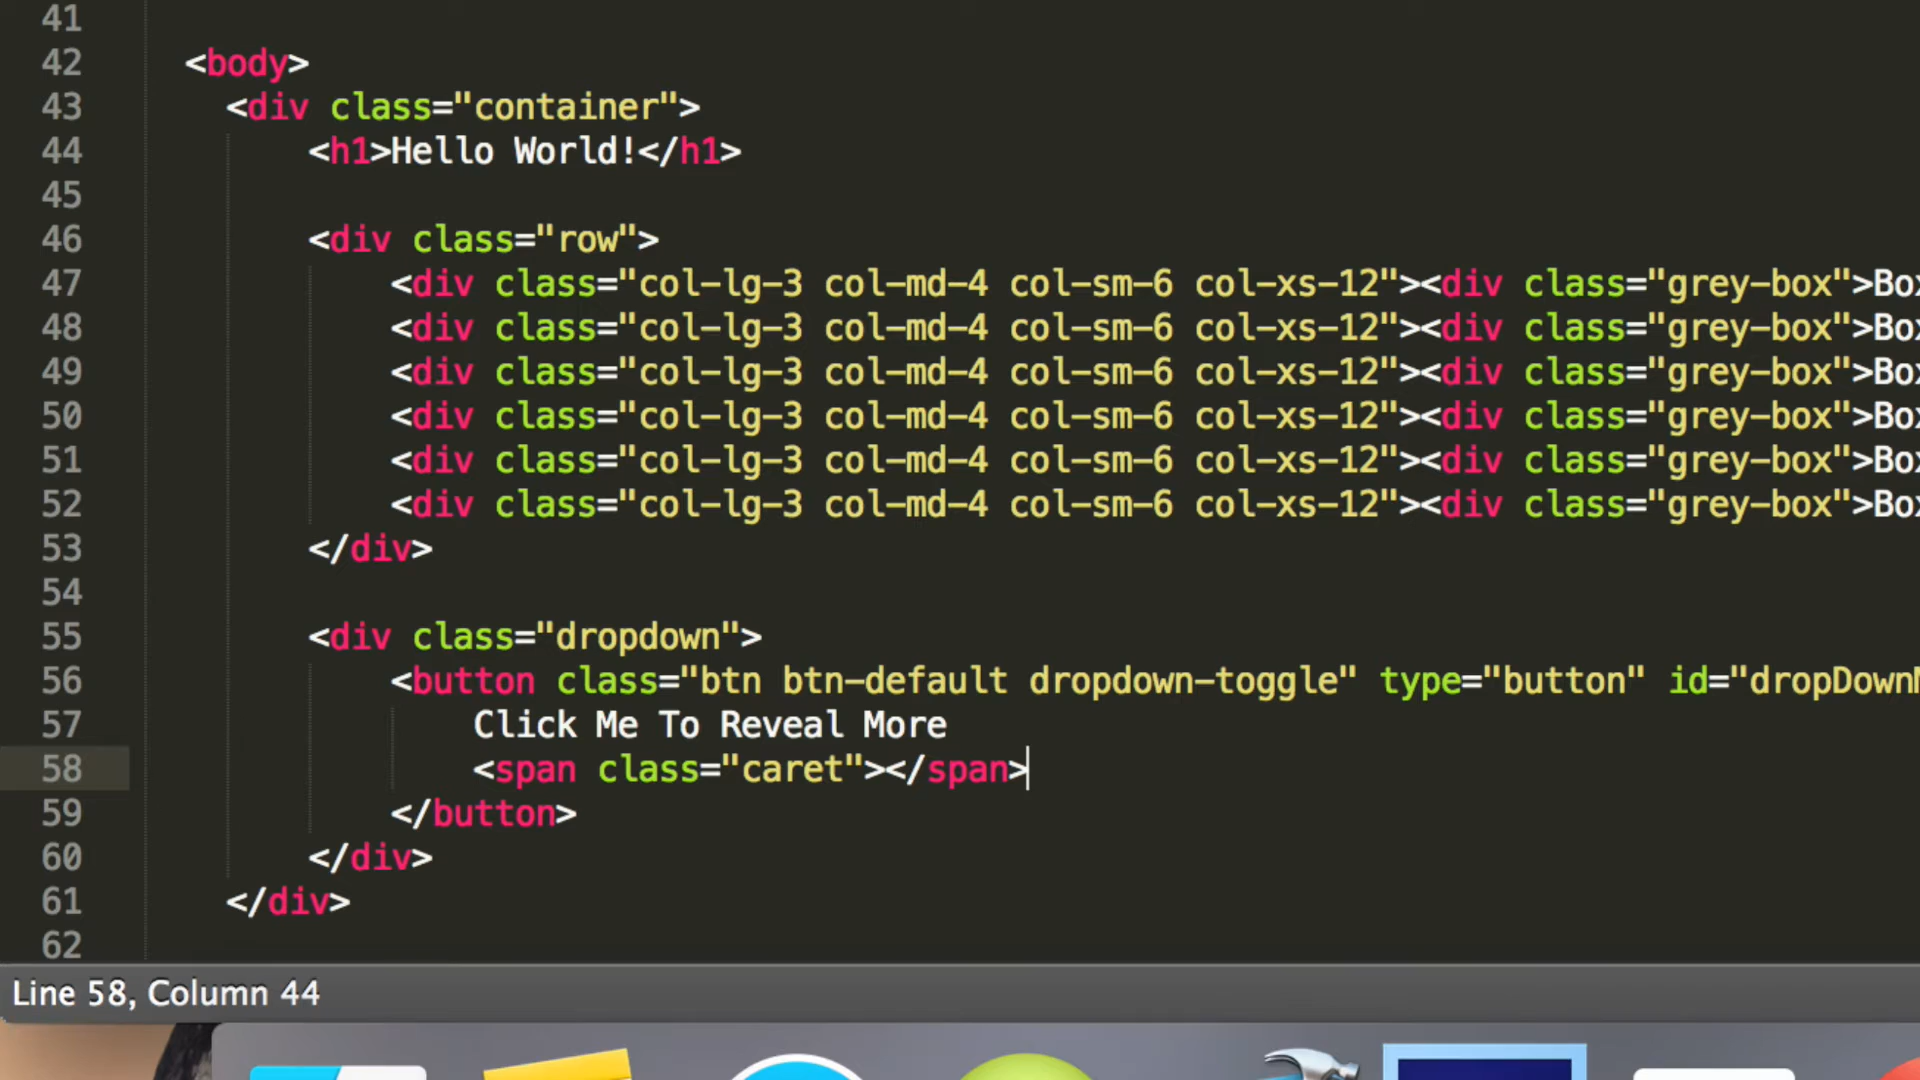 41
42 <body>
43 <div class="container">
44 <h1>Hello World!</h1>
45
46 <div class="row">
47 <div class="col-lg-3 col-md-4 col-sm-6 col-xs-12"><div class="grey-box">Box
48 <div class="col-lg-3 col-md-4 col-sm-6 col-xs-12"><div class="grey-box">Box
49 <div class="col-lg-3 col-md-4 col-sm-6 col-xs-12"><div class="grey-box">Box
50 <div class="col-lg-3 col-md-4 col-sm-6 col-xs-12"><div class="grey-box">Box
51 <div class="col-lg-3 col-md-4 col-sm-6 col-xs-12"><div class="grey-box">Box
52 <div class="col-lg-3 col-md-4 col-sm-6 col-xs-12"><div class="grey-box">Box
53 </div>
54
55 <div class="dropdown">
56 <button class="btn btn-default dropdown-toggle" type="button" id="dropDownM
57 Click Me To Reveal More
58 <span class="caret"></span>
59 </button>
60 </div>
61 </div>
62
Line 58, Column 44